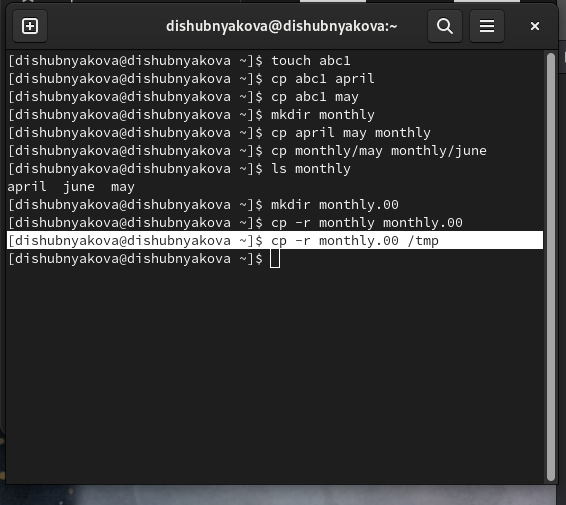 dishubnyakova@dishubnyakova:~
[dishubnyakova@dishubnyakova ~]$ touch abc1
[dishubnyakova@dishubnyakova ~]$ cp abc1 april
[dishubnyakova@dishubnyakova ~]$ cp abc1 may
[dishubnyakova@dishubnyakova ~]$ mkdir monthly
[dishubnyakova@dishubnyakova ~]$ cp april may monthly
[dishubnyakova@dishubnyakova ~]$ cp monthly/may monthly/june
[dishubnyakova@dishubnyakova ~]$ ls monthly
april  june  may
[dishubnyakova@dishubnyakova ~]$ mkdir monthly.00
[dishubnyakova@dishubnyakova ~]$ cp -r monthly monthly.00
[dishubnyakova@dishubnyakova ~]$ cp -r monthly.00 /tmp
[dishubnyakova@dishubnyakova ~]$